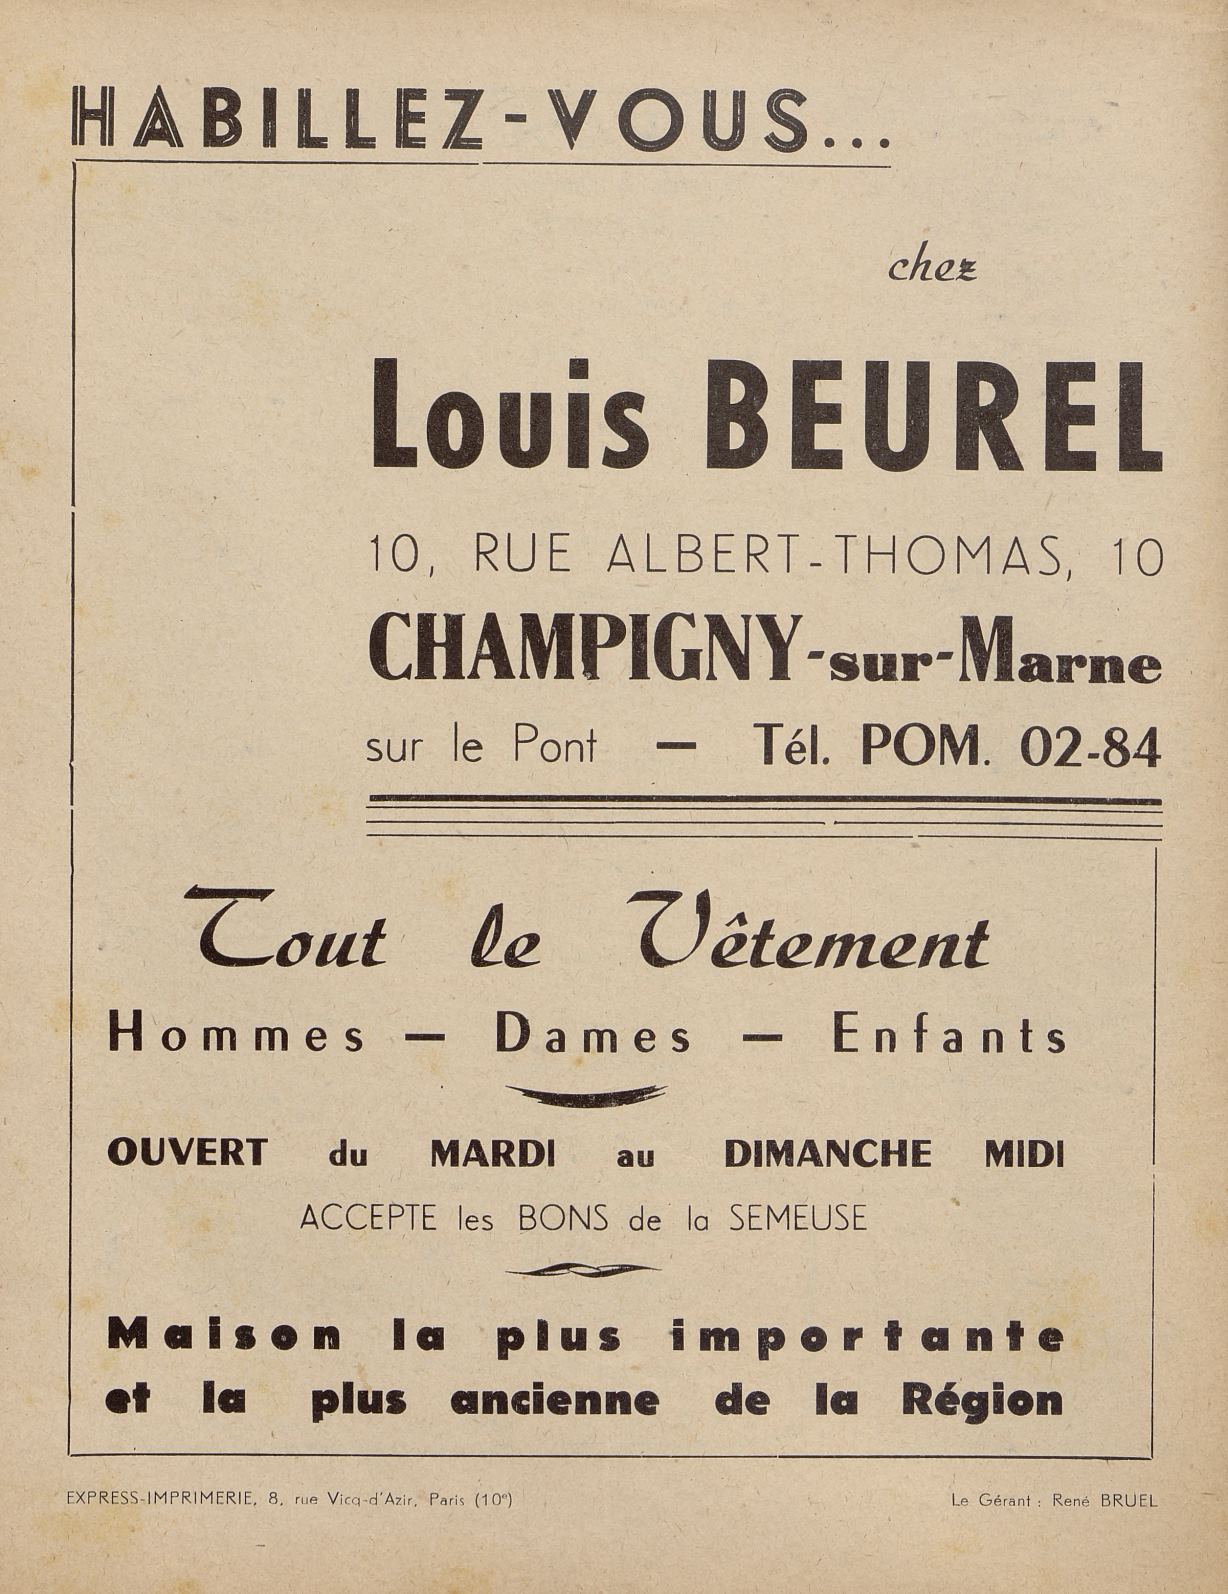 HABILLEZ-VOUS...
chez
Louis BEUREL
10, RUE ALBERT-THOMAS, 10
CHAMPIGNY-sur-Marne
sur le Pont — Tél. POM. 02-84
Tout le Vêtement
Hommes — Dames — Enfants
OUVERT du MARDI au DIMANCHE MIDI
ACCEPTE les BONS de la SEMEUSE
Maison la plus importante
et la plus ancienne de la Région
EXPRESS-IMPRIMERIE, 8, rue Vicq-d'Azir, Paris (10e)
Le Gérant : René BRUEL